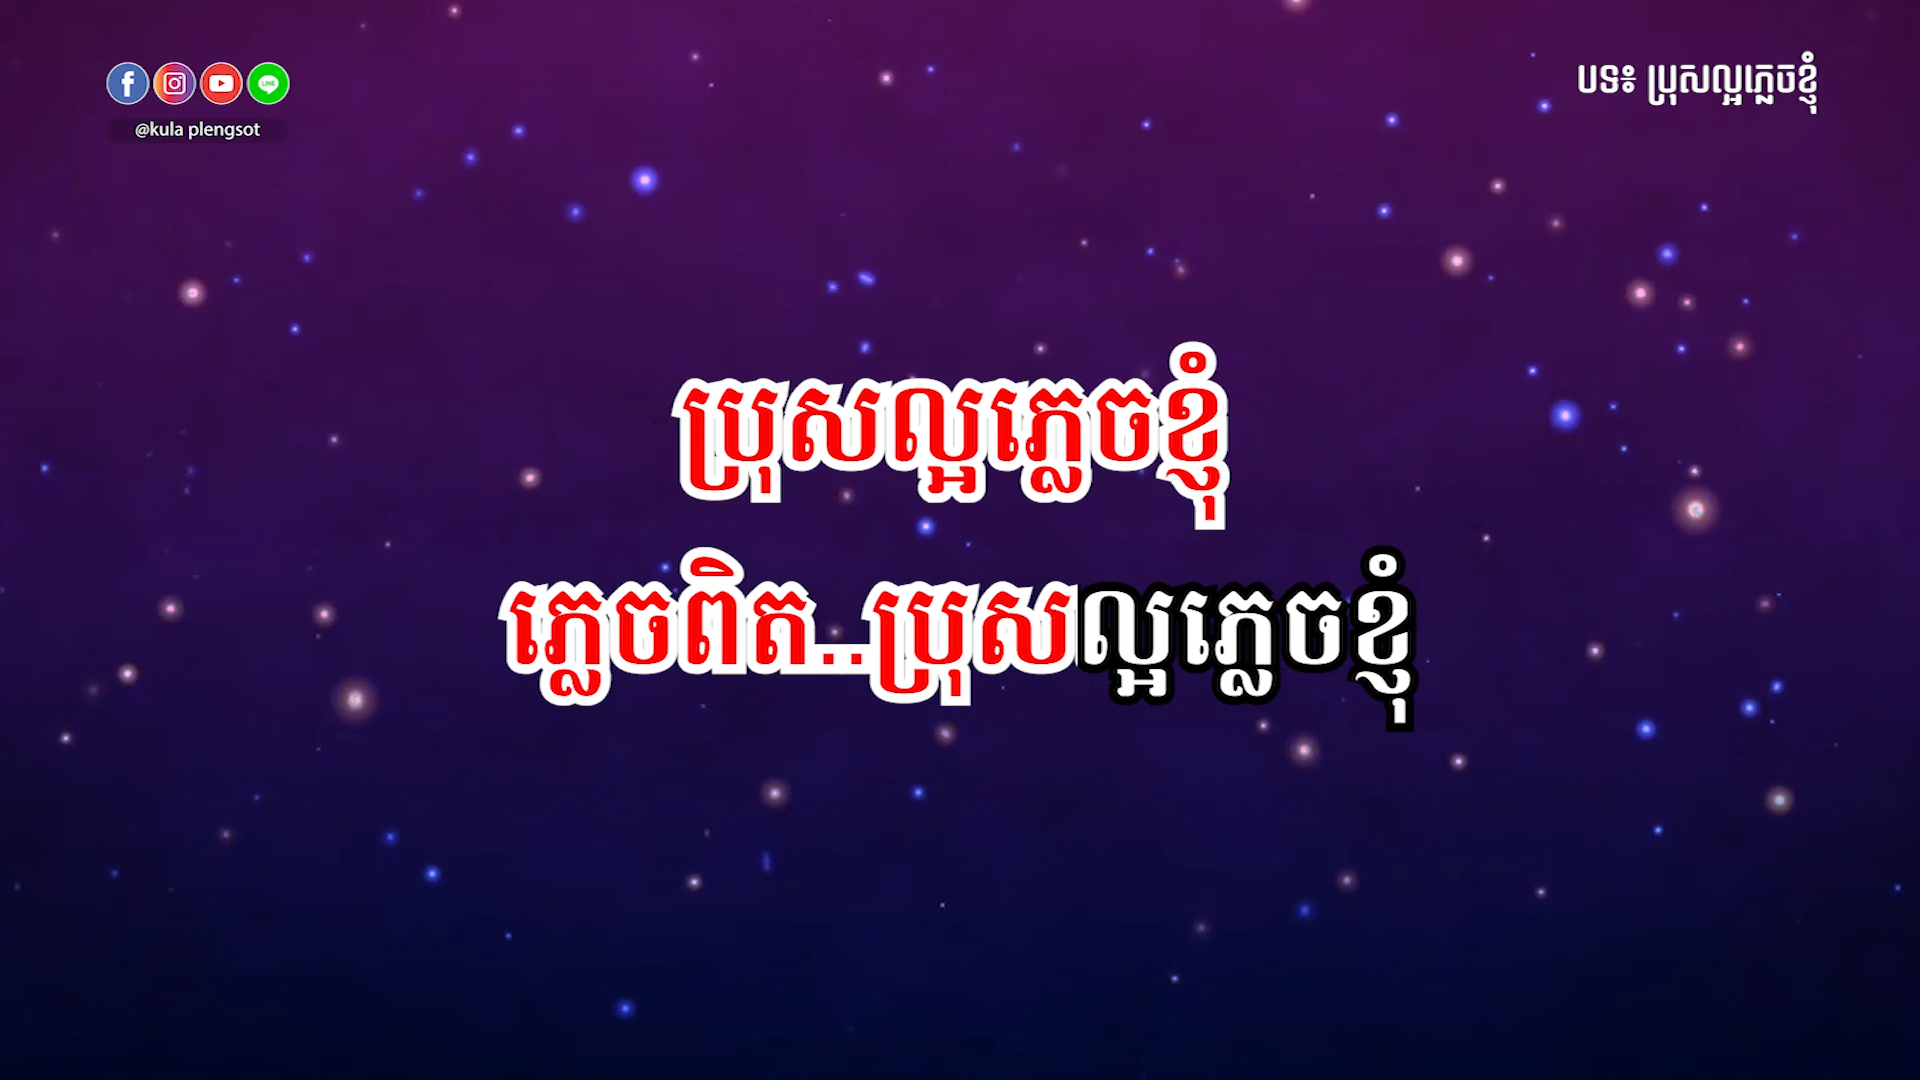 @kula plengsot
បទ៖ ប្រុសល្អភ្លេចខ្ញុំ
ប្រុសល្អភ្លេចខ្ញុំ
ភ្លេចពិត..ប្រុសល្អភ្លេចខ្ញុំ